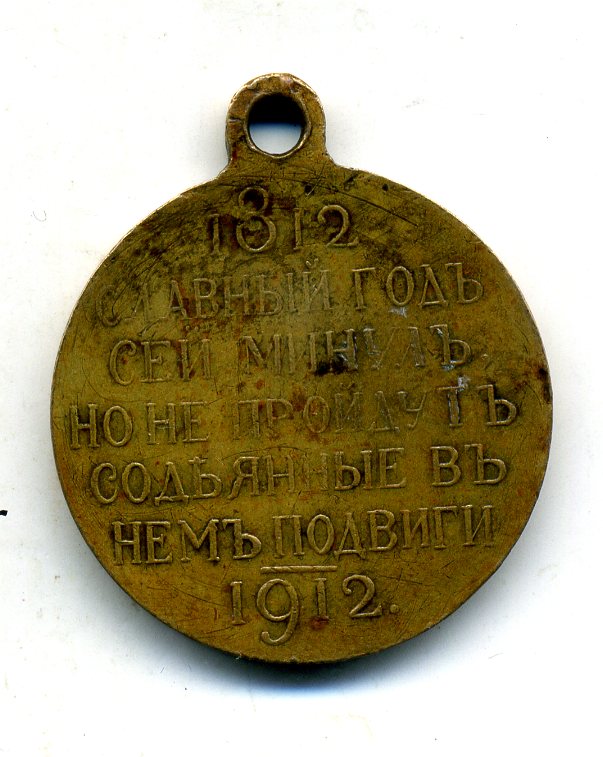 1812
СЛАВНЫЙ ГОДЪ
СЕЙ МИНУЛЪ,
НО НЕ ПРОЙДУТЪ
СОДѢЯННЫЕ ВЪ
НЕМЪ ПОДВИГИ
1912.